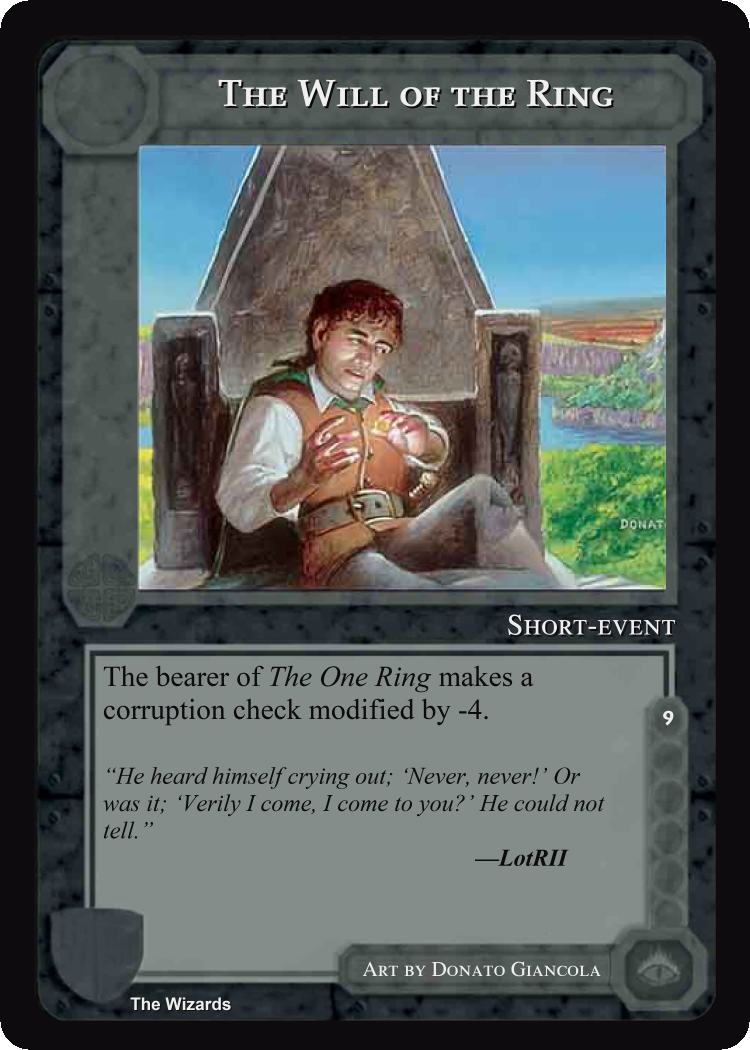 The Will of the Ring
DONAT
Short-event
The bearer of The One Ring makes a
corruption check modified by -4.
9
“He heard himself crying out; ‘Never, never!’ Or
was it; ‘Verily I come, I come to you?’ He could not
tell.”
—LotRII
Art by Donato Giancola
The Wizards